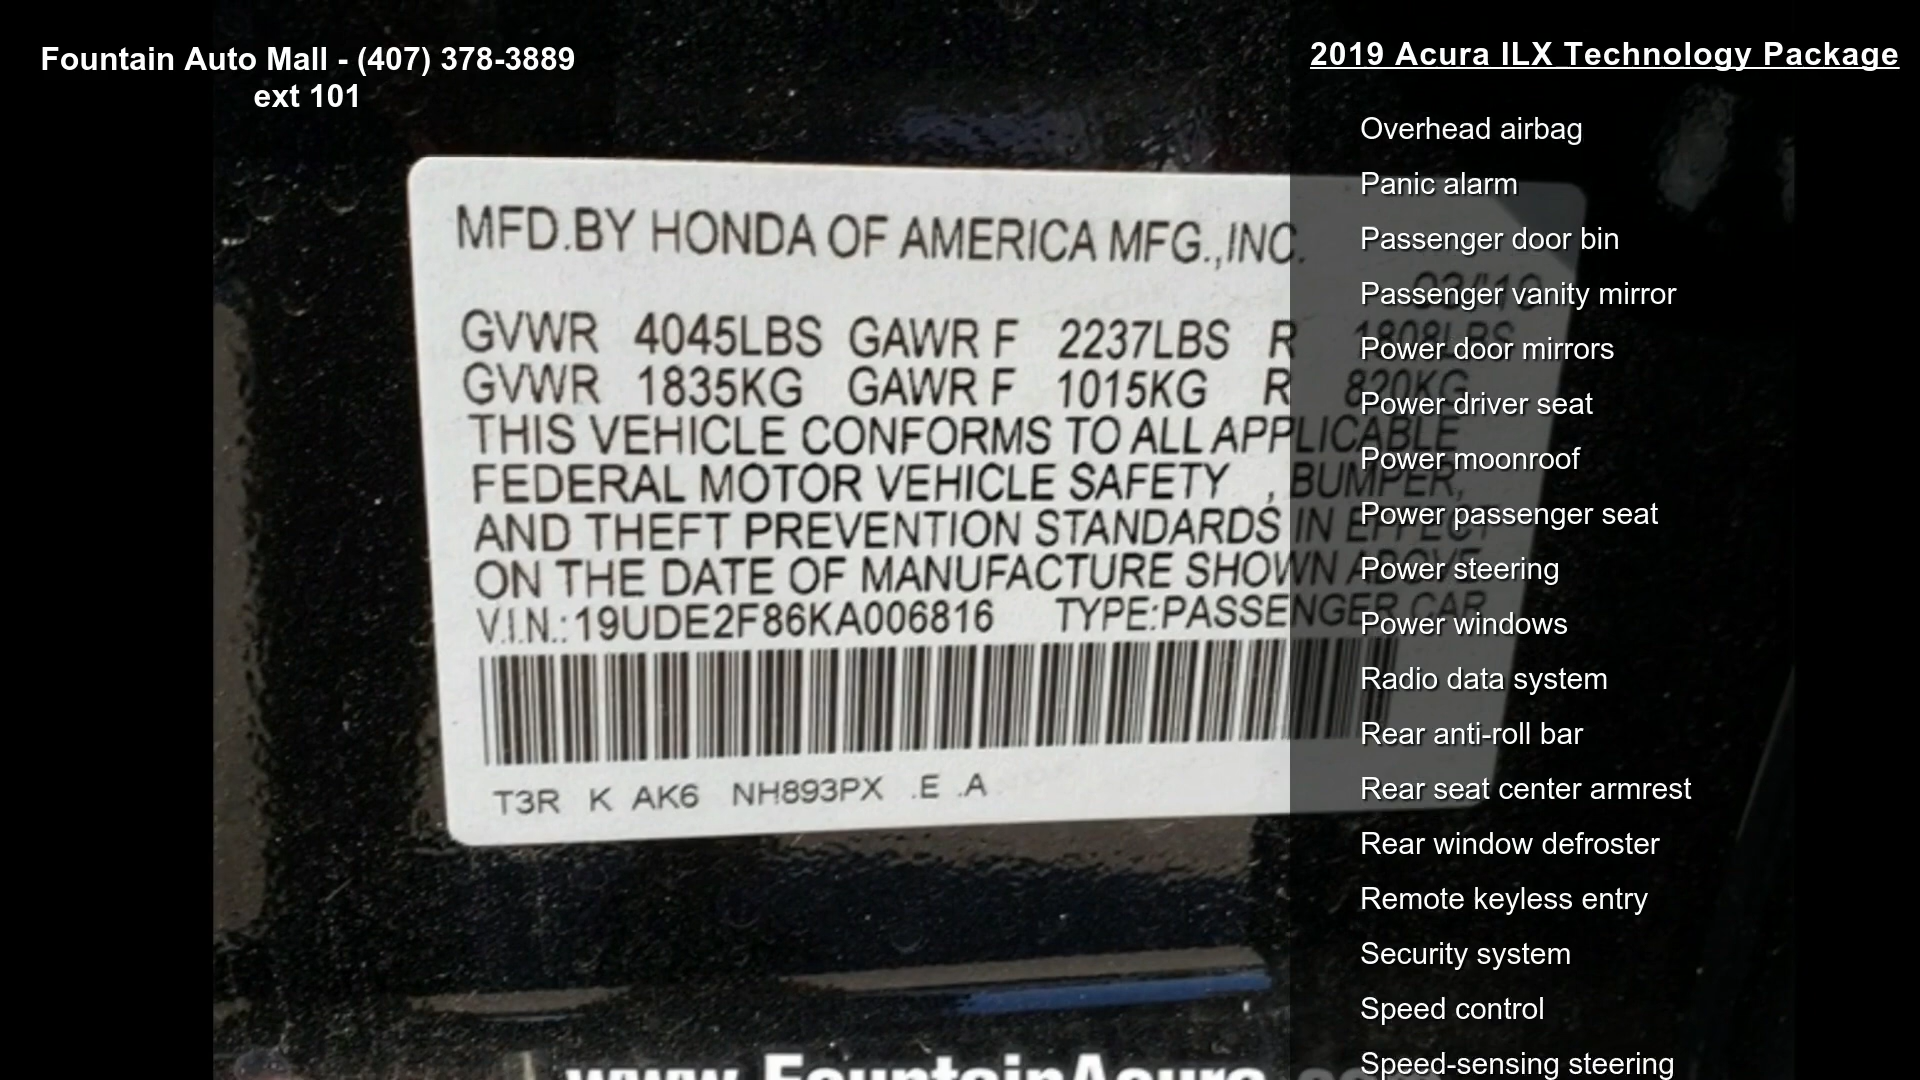 Fountain Auto Mall - (407) 378-3889
ext 101
2019 Acura ILX Technology Package
Overhead airbag
Panic alarm
Passenger door bin
Passenger vanity mirror
Power door mirrors
Power driver seat
Power moonroof
Power passenger seat
Power steering
Power windows
Radio data system
Rear anti-roll bar
Rear seat center armrest
Rear window defroster
Remote keyless entry
Security system
Speed control
Speed-sensing steering
MFD.BY HONDA OF AMERICA MFG.,INC.
GVWR 4045LBS GAWR F 2237LBS R 1808LBS
GVWR 1835KG GAWR F 1015KG R 820KG
THIS VEHICLE CONFORMS TO ALL APPLICABLE
FEDERAL MOTOR VEHICLE SAFETY , BUMPER,
AND THEFT PREVENTION STANDARDS IN EFFECT
ON THE DATE OF MANUFACTURE SHOWN ABOVE
V.I.N.:19UDE2F86KA006816 TYPE:PASSENGER CAR
T3R K AK6 NH893PX .E .A
www.FountainAcura.com